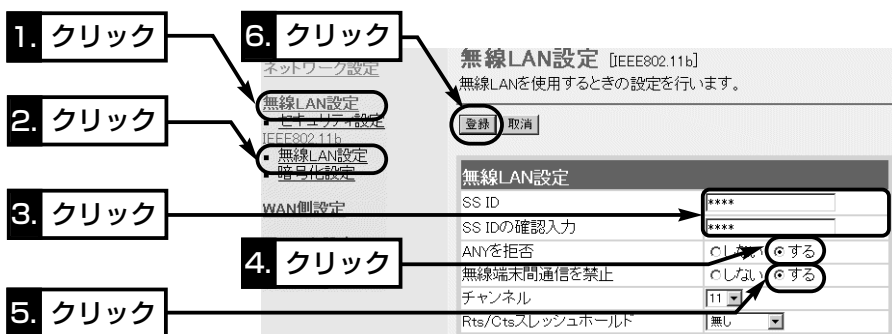 1. クリック
2. クリック
3. クリック
4. クリック
5. クリック
6. クリック
ネットワーク設定
無線LAN設定
▪ セキュリティ設定
IEEE802.11b
▪ 無線LAN設定
▪ 暗号化設定
WAN側設定
無線LAN設定 [IEEE802.11b]
無線LANを使用するときの設定を行います。
登録 取消
無線LAN設定
SS ID ****
SS IDの確認入力 ****
ANYを拒否 しない する
無線端末間通信を禁止 しない する
チャンネル 11
Rts/Ctsスレッシュホールド 無し